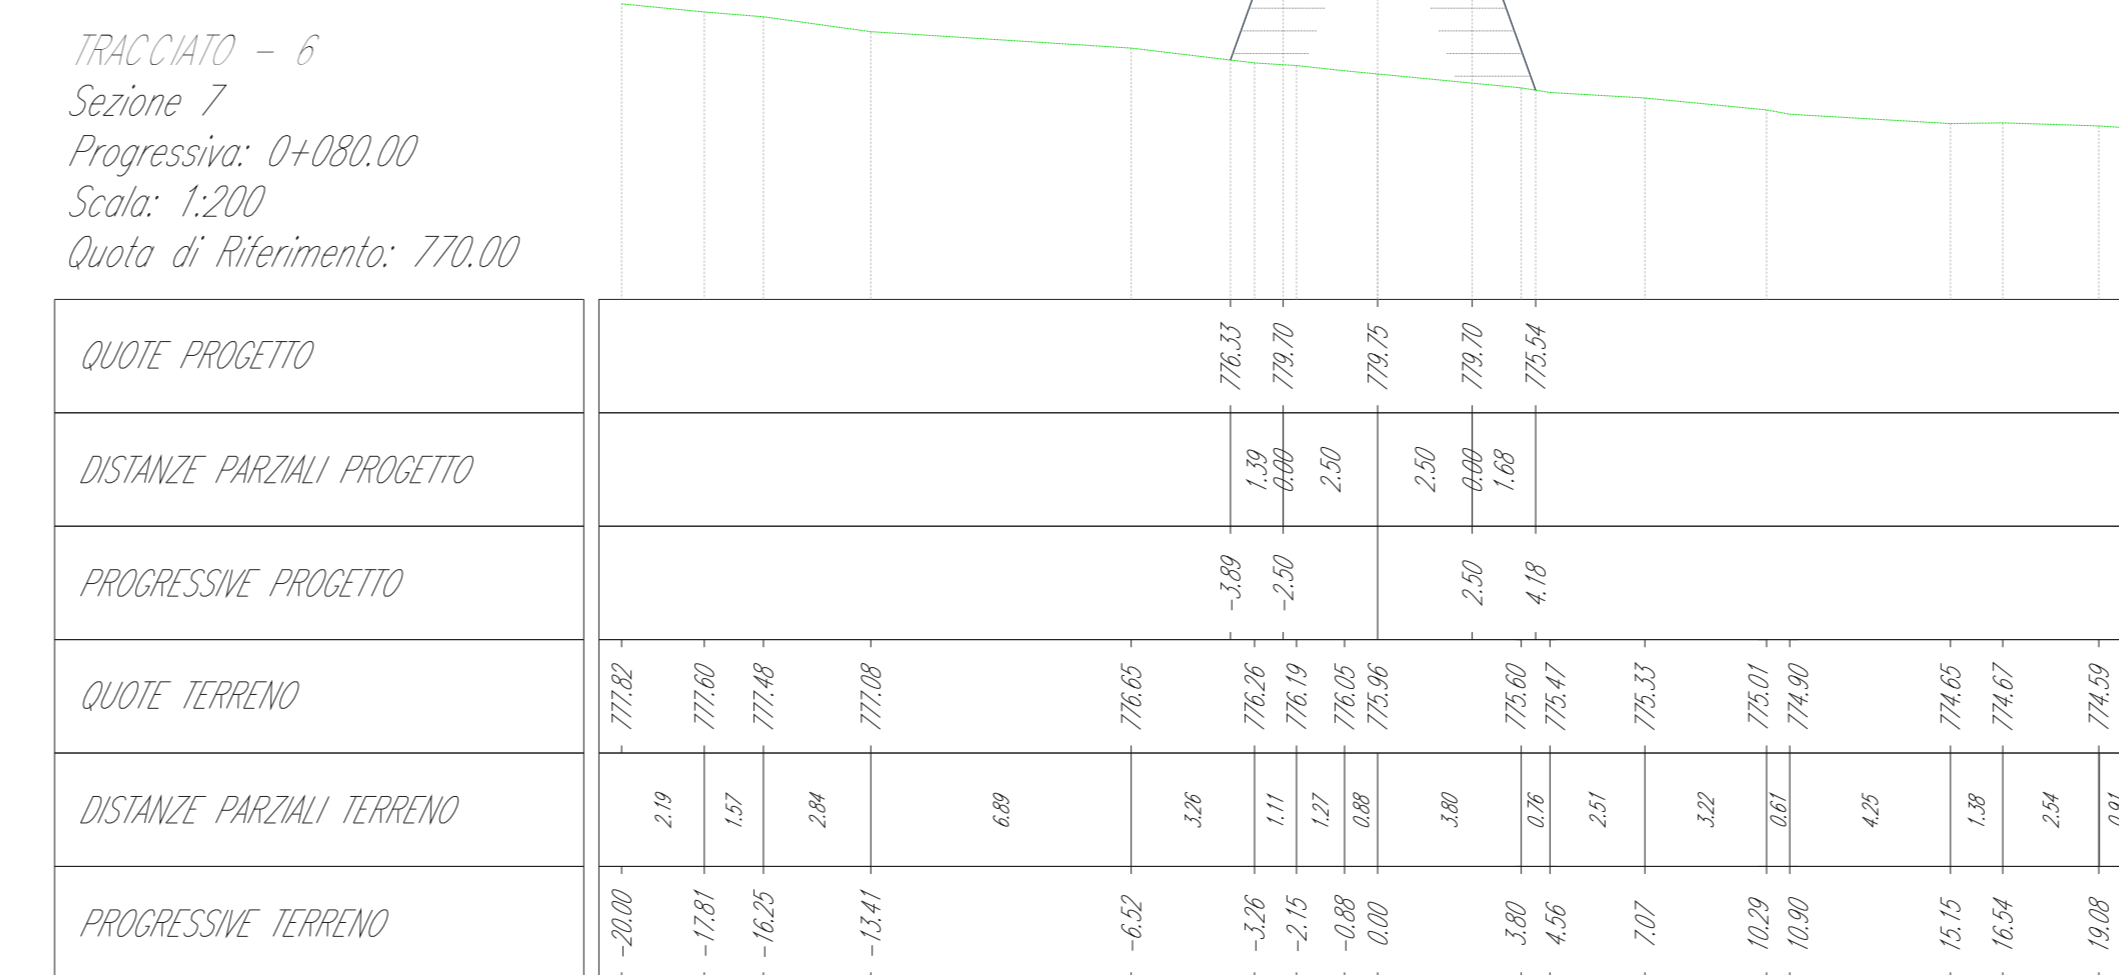 TRACCIATO - 6
Sezione 7
Progressiva: 0+080.00
Scala: 1:200
Quota di Riferimento: 770.00
QUOTE PROGETTO 776.33 779.70 779.75 779.70 775.54
DISTANZE PARZIALI PROGETTO 1.39 0.00 2.50 2.50 0.00 1.68
PROGRESSIVE PROGETTO -3.89 -2.50 2.50 4.18
QUOTE TERRENO 777.82 777.60 777.48 777.08 776.65 776.26 776.19 776.05 775.96 775.60 775.47 775.33 775.01 774.90 774.65 774.67 774.59
DISTANZE PARZIALI TERRENO 2.19 1.57 2.84 6.89 3.26 1.11 1.27 0.88 3.80 0.76 2.51 3.22 0.61 4.25 1.38 2.54
PROGRESSIVE TERRENO -20.00 -17.81 -16.25 -13.41 -6.52 -3.26 -2.15 -0.88 0.00 3.80 4.56 7.07 10.29 10.90 15.15 16.54 19.08